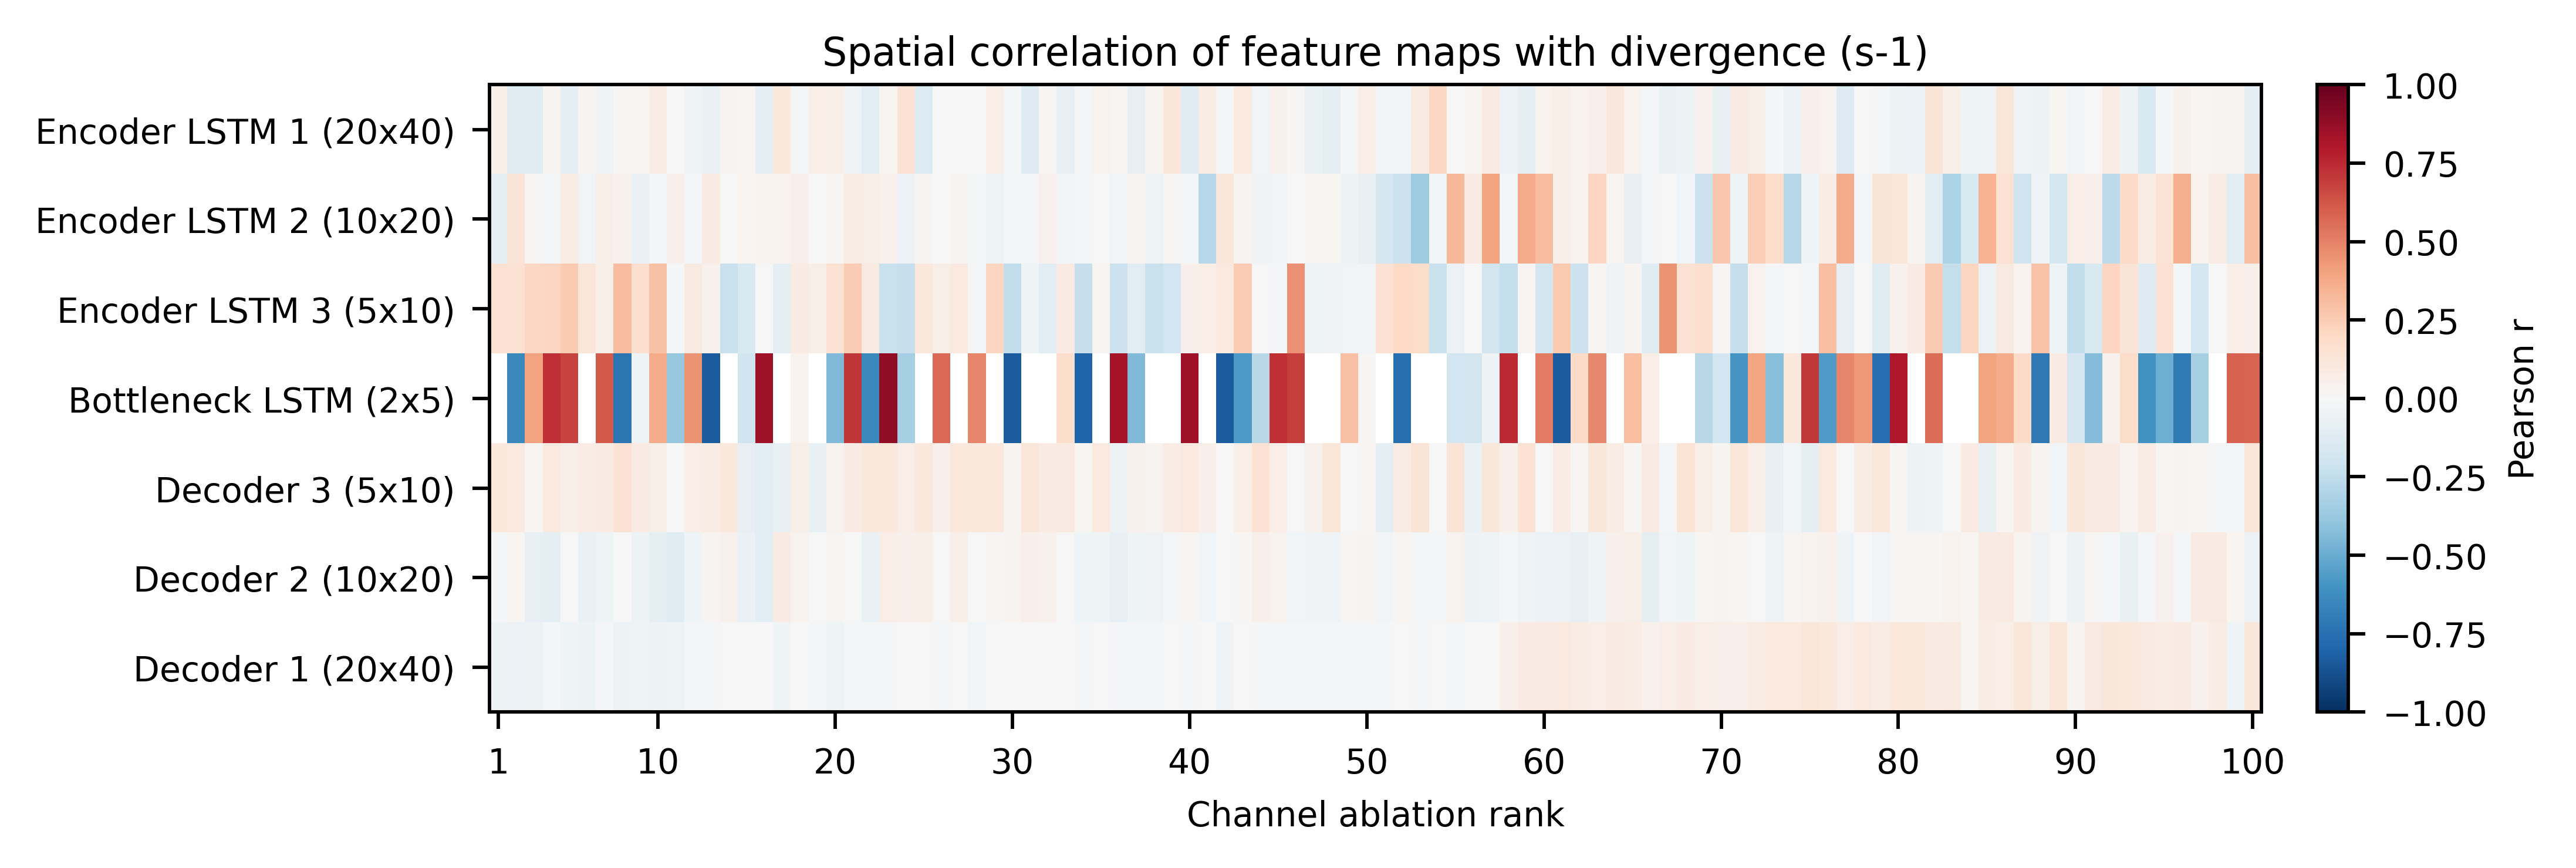 Spatial correlation of feature maps with divergence (s-1)
Encoder LSTM 1 (20x40)
Encoder LSTM 2 (10x20)
Encoder LSTM 3 (5x10)
Bottleneck LSTM (2x5)
Decoder 3 (5x10)
Decoder 2 (10x20)
Decoder 1 (20x40)
1 10 20 30 40 50 60 70 80 90 100
Channel ablation rank
1.00
0.75
0.50
0.25
0.00
−0.25
−0.50
−0.75
−1.00
Pearson r